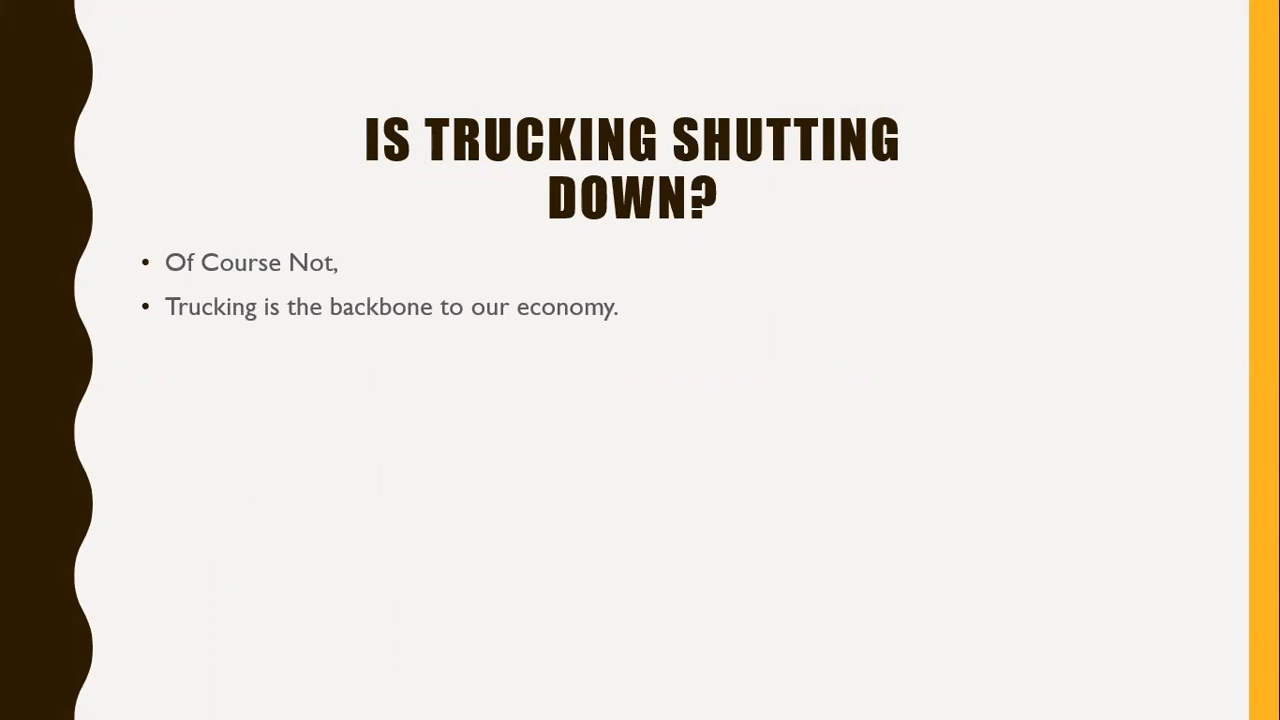 IS TRUCKING SHUTTING
DOWN?
• Of Course Not,
• Trucking is the backbone to our economy.